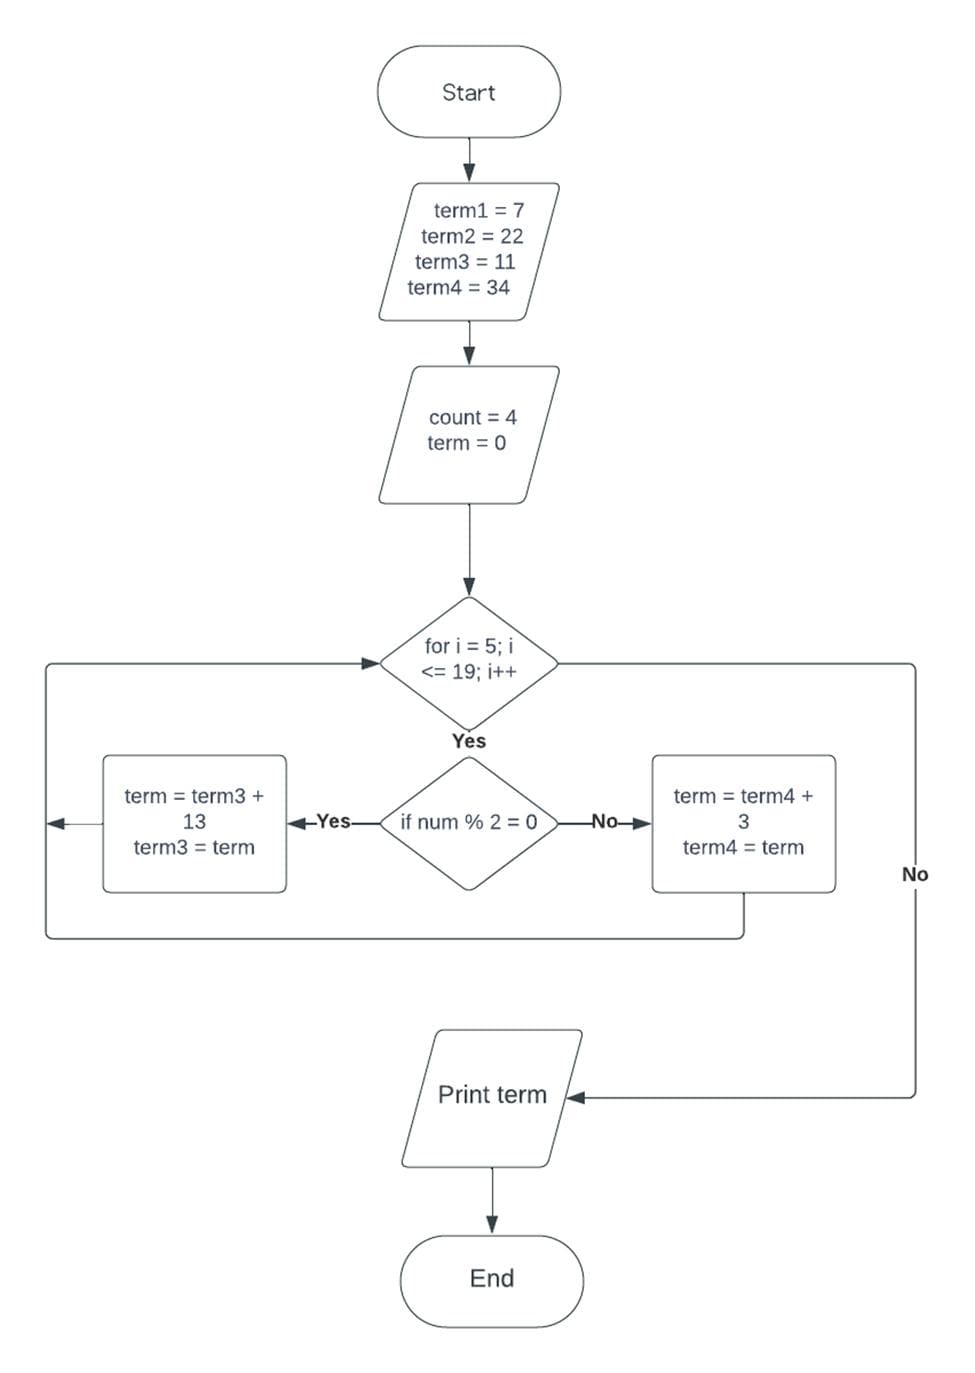 Start
term1 = 7
term2 = 22
term3 = 11
term4 = 34
count = 4
term = 0
for i = 5; i
<= 19; i++
Yes
term = term3 +
13
term3 = term
Yes
if num % 2 = 0
No
term = term4 +
3
term4 = term
No
Print term
End